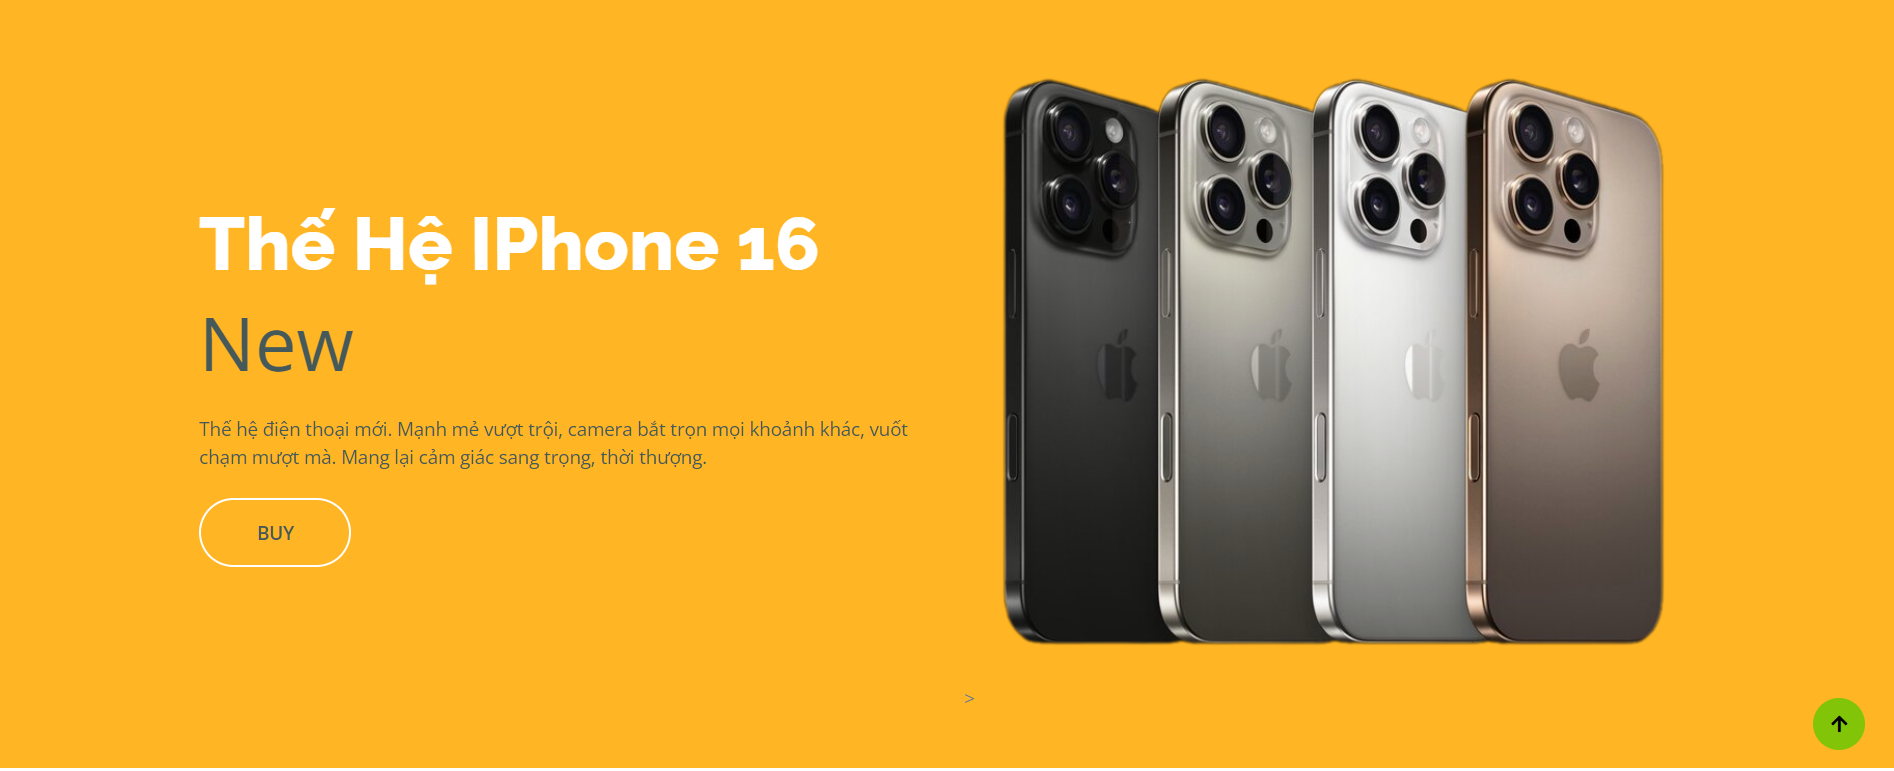 Thế Hệ IPhone 16
New
Thế hệ điện thoại mới. Mạnh mẻ vượt trội, camera bắt trọn mọi khoảnh khác, vuốt
chạm mượt mà. Mang lại cảm giác sang trọng, thời thượng.
BUY
>